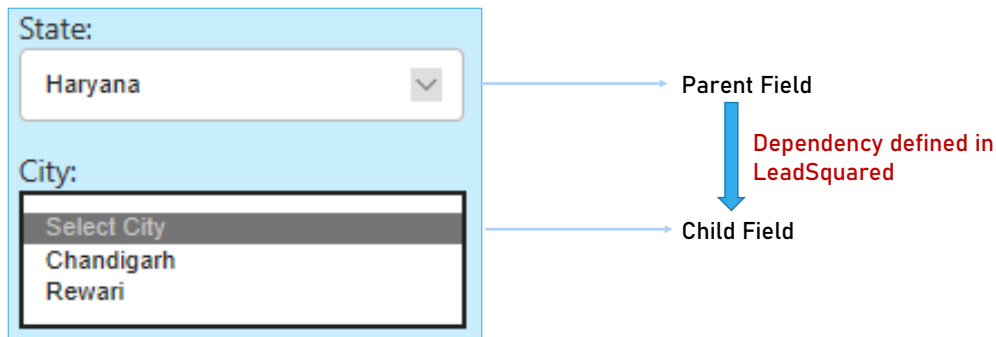 State:
Haryana
Parent Field
Dependency defined in
LeadSquared
City:
Select City
Chandigarh
Rewari
Child Field